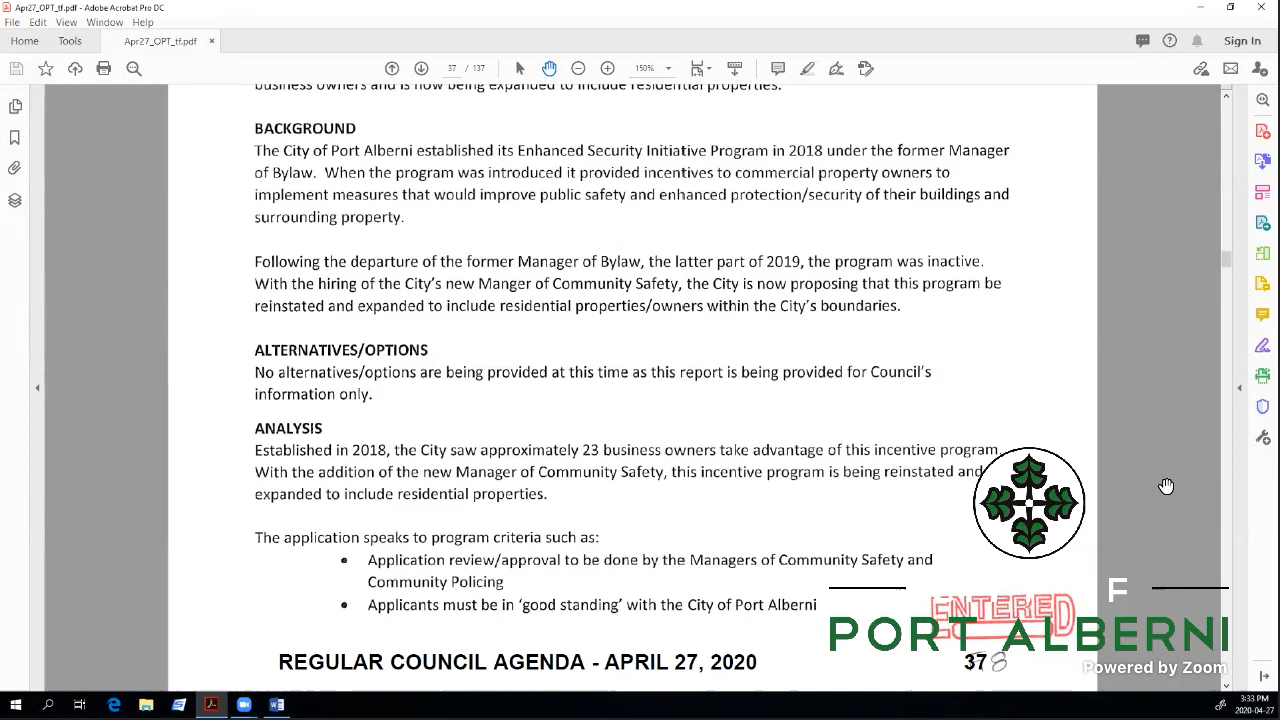 Apr27_OPT_tf.pdf - Adobe Acrobat Pro DC
File Edit View Window Help
Home Tools Apr27_OPT_tf.pdf × Sign In
37 / 137 150%
business owners and is now being expanded to include residential properties.
BACKGROUND
The City of Port Alberni established its Enhanced Security Initiative Program in 2018 under the former Manager
of Bylaw. When the program was introduced it provided incentives to commercial property owners to
implement measures that would improve public safety and enhanced protection/security of their buildings and
surrounding property.
Following the departure of the former Manager of Bylaw, the latter part of 2019, the program was inactive.
With the hiring of the City's new Manger of Community Safety, the City is now proposing that this program be
reinstated and expanded to include residential properties/owners within the City's boundaries.
ALTERNATIVES/OPTIONS
No alternatives/options are being provided at this time as this report is being provided for Council's
information only.
ANALYSIS
Established in 2018, the City saw approximately 23 business owners take advantage of this incentive program.
With the addition of the new Manager of Community Safety, this incentive program is being reinstated and
expanded to include residential properties.
The application speaks to program criteria such as:
• Application review/approval to be done by the Managers of Community Safety and
Community Policing
• Applicants must be in 'good standing' with the City of Port Alberni
F
ENTERED
PORT ALBERNI
REGULAR COUNCIL AGENDA - APRIL 27, 2020 37 8
Powered by Zoom
3:33 PM
2020-04-27